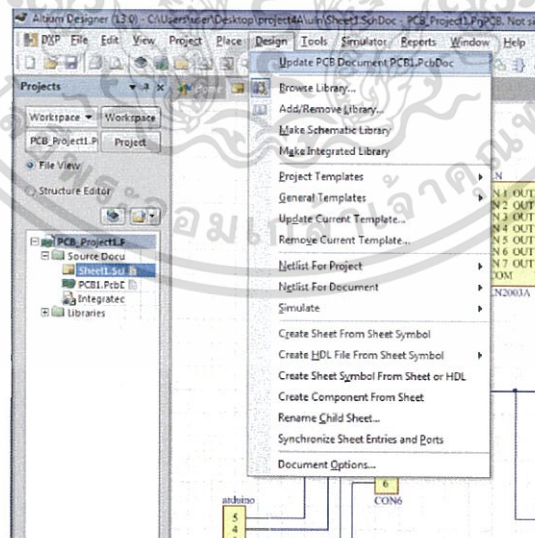 Altium Designer (13.0) - C:\Users\user\Desktop\project4\uln\Sheet1.SchDoc - PCB_Project1.PrjPCB. Not si
DXP File Edit View Project Place Design Tools Simulator Reports Window Help
Projects
Workspace Workspace
PCB_Project1.P Project
File View
Structure Editor
PCB_Project1.P
Source Docu
Sheet1.Scl
PCB1.PcbD
Integratec
Libraries
Update PCB Document PCB1.PcbDoc
Browse Library...
Add/Remove Library...
Make Schematic Library
Make Integrated Library
Project Templates
General Templates
Update Current Template...
Remove Current Template...
Netlist For Project
Netlist For Document
Simulate
Create Sheet From Sheet Symbol
Create HDL File From Sheet Symbol
Create Sheet Symbol From Sheet or HDL
Create Component From Sheet
Rename Child Sheet...
Synchronize Sheet Entries and Ports
Document Options...
N 1 OUT
N 2 OUT
N 3 OUT
N 4 OUT
N 5 OUT
N 6 OUT
N 7 OUT
COM
LN2003A
6
CON6
arduino
5
4